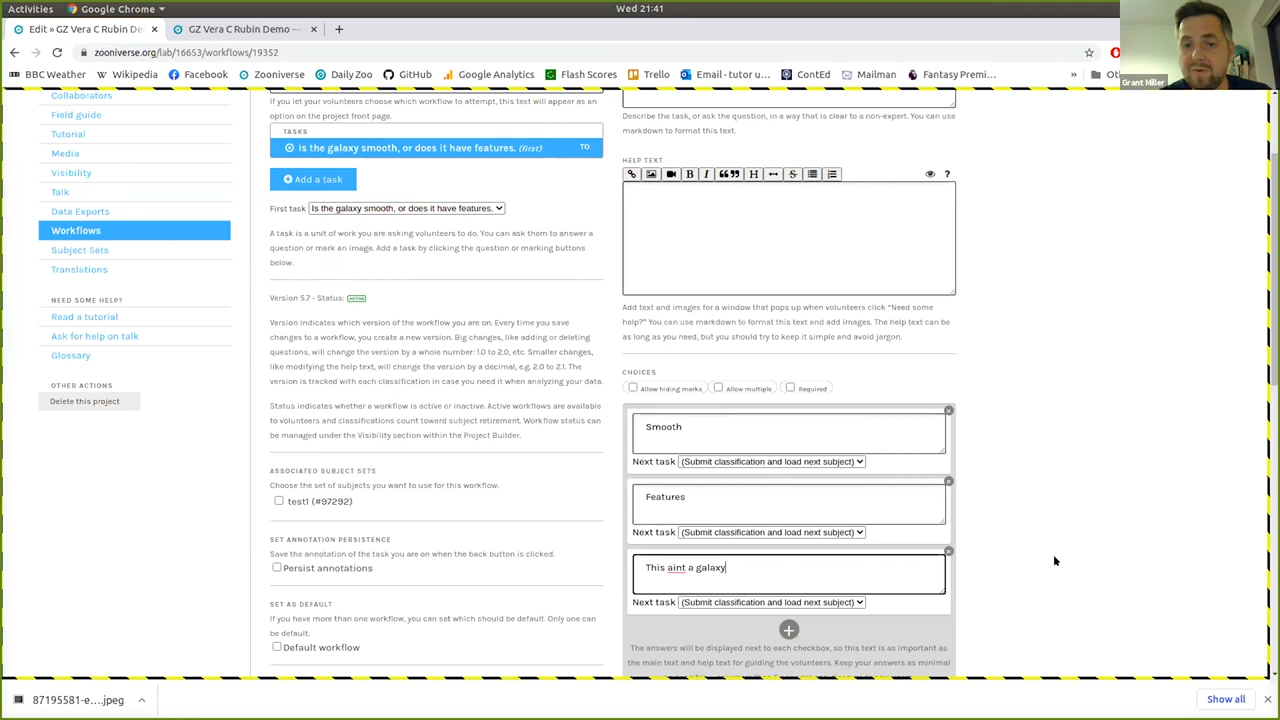 Activities
Google Chrome
Wed 21:41
Edit » GZ Vera C Rubin De
GZ Vera C Rubin Demo —
zooniverse.org/lab/16653/workflows/19352
BBC Weather
Wikipedia
Facebook
Zooniverse
Daily Zoo
GitHub
Google Analytics
Flash Scores
Trello
Email - tutor u...
ContEd
Mailman
Fantasy Premi...
»
Grant Miller
Collaborators
Field guide
Tutorial
Media
Visibility
Talk
Data Exports
Workflows
Subject Sets
Translations
NEED SOME HELP?
Read a tutorial
Ask for help on talk
Glossary
OTHER ACTIONS
Delete this project
If you let your volunteers choose which workflow to attempt, this text will appear as an
option on the project front page.
TASKS
Is the galaxy smooth, or does it have features. (first) TO
Add a task
First task Is the galaxy smooth, or does it have features.
A task is a unit of work you are asking volunteers to do. You can ask them to answer a
question or mark an image. Add a task by clicking the question or marking buttons
below.
Version 5.7 - Status: ACTIVE
Version indicates which version of the workflow you are on. Every time you save
changes to a workflow, you create a new version. Big changes, like adding or deleting
questions, will change the version by a whole number: 1.0 to 2.0, etc. Smaller changes,
like modifying the help text, will change the version by a decimal, e.g. 2.0 to 2.1. The
version is tracked with each classification in case you need it when analyzing your data.
Status indicates whether a workflow is active or inactive. Active workflows are available
to volunteers and classifications count toward subject retirement. Workflow status can
be managed under the Visibility section within the Project Builder.
ASSOCIATED SUBJECT SETS
Choose the set of subjects you want to use for this workflow.
test1 (#97292)
SET ANNOTATION PERSISTENCE
Save the annotation of the task you are on when the back button is clicked.
Persist annotations
SET AS DEFAULT
If you have more than one workflow, you can set which should be default. Only one can
be default.
Default workflow
Describe the task, or ask the question, in a way that is clear to a non-expert. You can use
markdown to format this text.
HELP TEXT
B I H S ?
Add text and images for a window that pops up when volunteers click "Need some
help?" You can use markdown to format this text and add images. The help text can be
as long as you need, but you should try to keep it simple and avoid jargon.
CHOICES
Allow hiding marks
Allow multiple
Required
Smooth
Next task (Submit classification and load next subject)
Features
Next task (Submit classification and load next subject)
This aint a galaxy
Next task (Submit classification and load next subject)
The answers will be displayed next to each checkbox, so this text is as important as
the main text and help text for guiding the volunteers. Keep your answers as minimal
87195581-e....jpeg
Show all